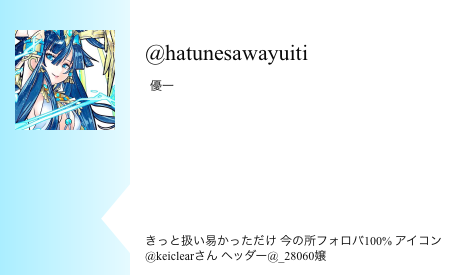 @hatunesawayuiti
優一
きっと扱い易かっただけ 今の所フォロバ100% アイコン
@keiclearさん ヘッダー@_28060嬢